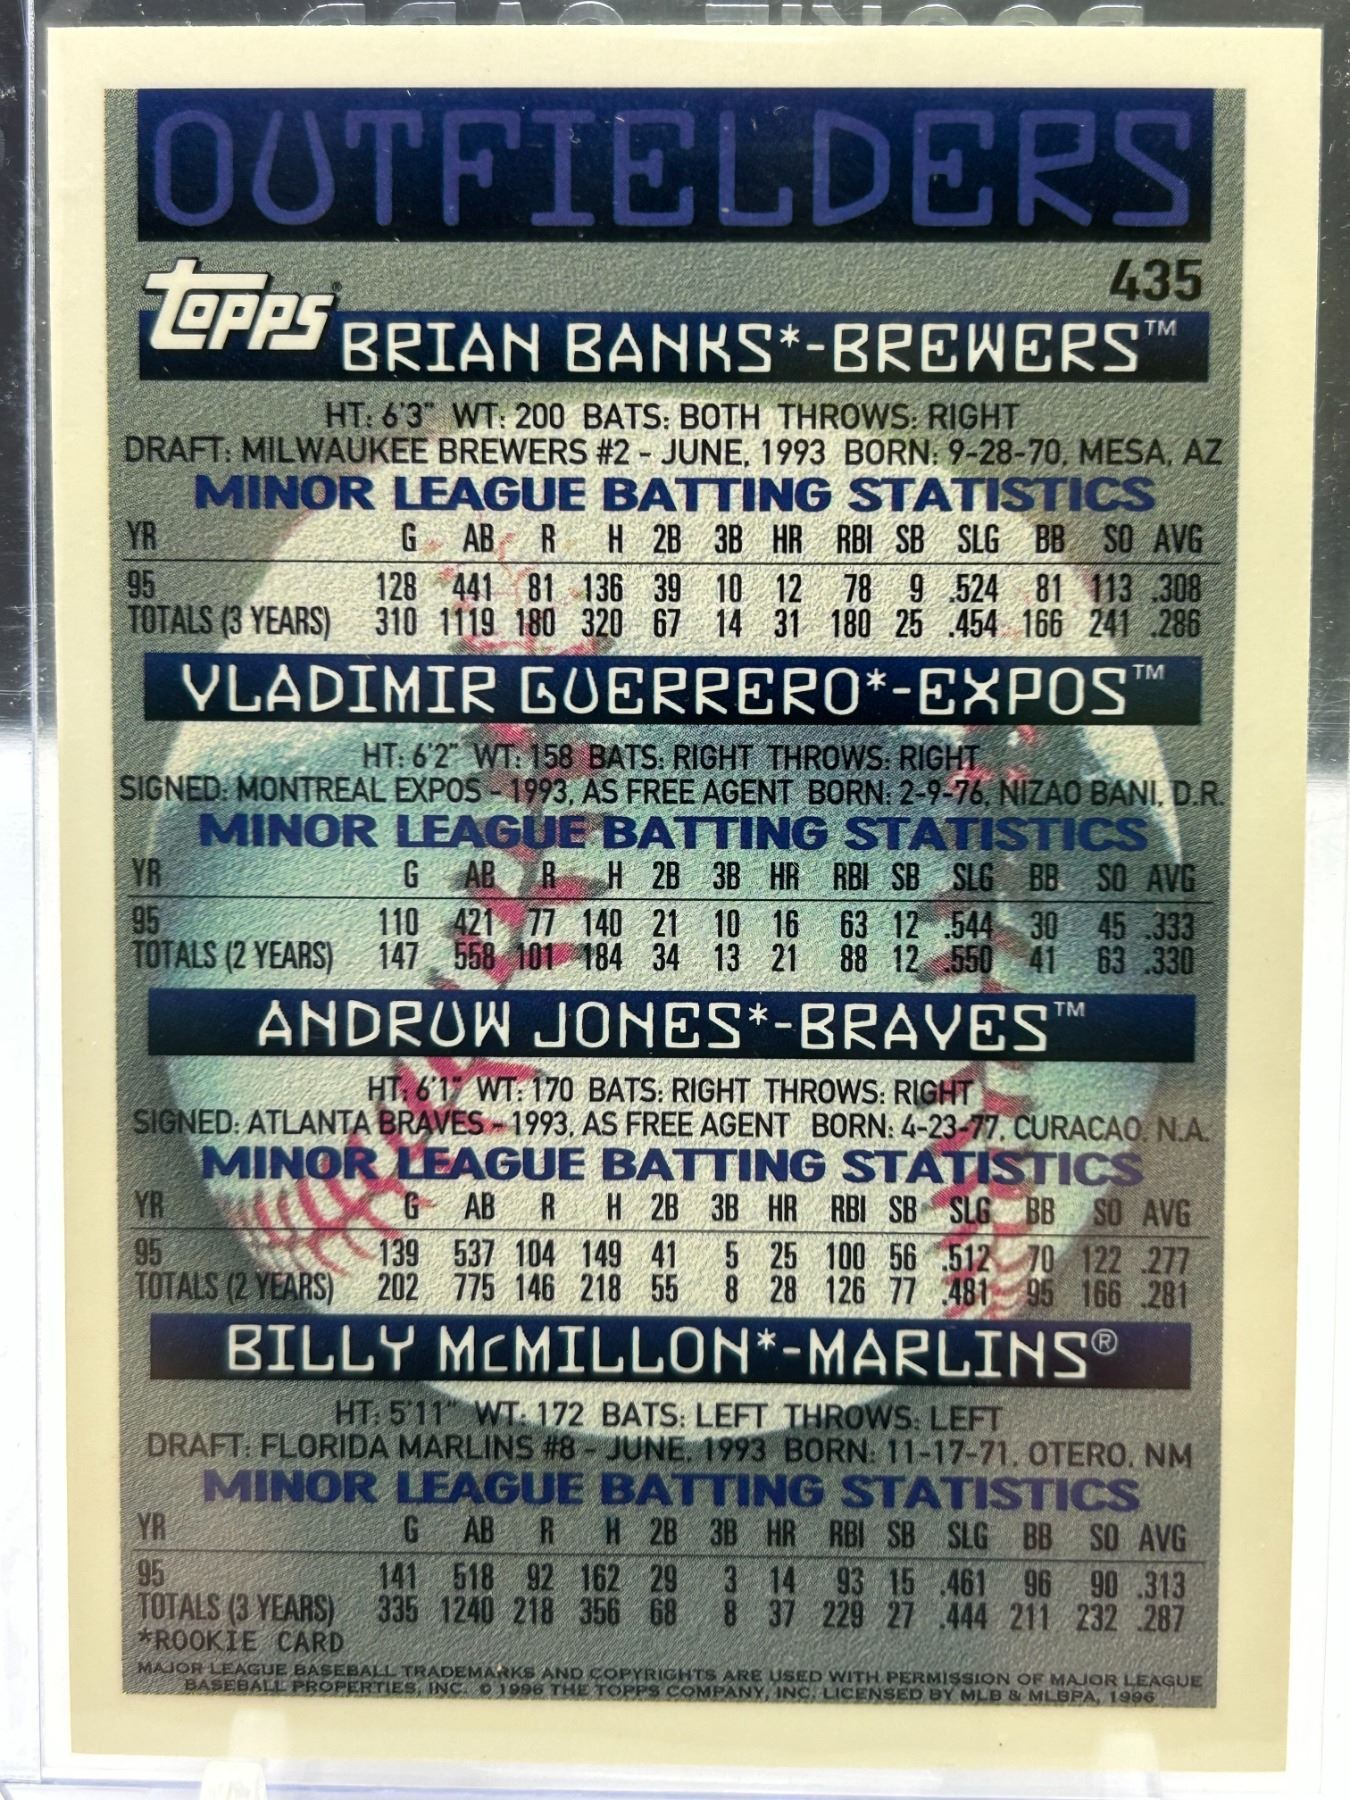 OUTFIELDERS
435
Topps®
BRIAN BANKS*-BREWERS™
HT: 6'3" WT: 200 BATS: BOTH THROWS: RIGHT
DRAFT: MILWAUKEE BREWERS #2 - JUNE, 1993 BORN: 9-28-70, MESA, AZ
MINOR LEAGUE BATTING STATISTICS
YR G AB R H 2B 3B HR RBI SB SLG BB SO AVG
95 128 441 81 136 39 10 12 78 9 .524 81 113 .308
TOTALS (3 YEARS) 310 1119 180 320 67 14 31 180 25 .454 166 241 .286
VLADIMIR GUERRERO*-EXPOS™
HT: 6'2" WT: 158 BATS: RIGHT THROWS: RIGHT
SIGNED: MONTREAL EXPOS - 1993, AS FREE AGENT BORN: 2-9-76, NIZAO BANI, D.R.
MINOR LEAGUE BATTING STATISTICS
YR G AB R H 2B 3B HR RBI SB SLG BB SO AVG
95 110 421 77 140 21 10 16 63 12 .544 30 45 .333
TOTALS (2 YEARS) 147 558 101 184 34 13 21 88 12 .550 41 63 .330
ANDRUW JONES*-BRAVES™
HT: 6'1" WT: 170 BATS: RIGHT THROWS: RIGHT
SIGNED: ATLANTA BRAVES - 1993, AS FREE AGENT BORN: 4-23-77, CURACAO, N.A.
MINOR LEAGUE BATTING STATISTICS
YR G AB R H 2B 3B HR RBI SB SLG BB SO AVG
95 139 537 104 149 41 5 25 100 56 .512 70 122 .277
TOTALS (2 YEARS) 202 775 146 218 55 8 28 126 77 .481 95 166 .281
BILLY McMILLON*-MARLINS®
HT: 5'11" WT: 172 BATS: LEFT THROWS: LEFT
DRAFT: FLORIDA MARLINS #8 - JUNE, 1993 BORN: 11-17-71, OTERO, NM
MINOR LEAGUE BATTING STATISTICS
YR G AB R H 2B 3B HR RBI SB SLG BB SO AVG
95 141 518 92 162 29 3 14 93 15 .461 96 90 .313
TOTALS (3 YEARS) 335 1240 218 356 68 8 37 229 27 .444 211 232 .287
*ROOKIE CARD
MAJOR LEAGUE BASEBALL TRADEMARKS AND COPYRIGHTS ARE USED WITH PERMISSION OF MAJOR LEAGUE
BASEBALL PROPERTIES, INC. © 1996 THE TOPPS COMPANY, INC. LICENSED BY MLB & MLBPA, 1996